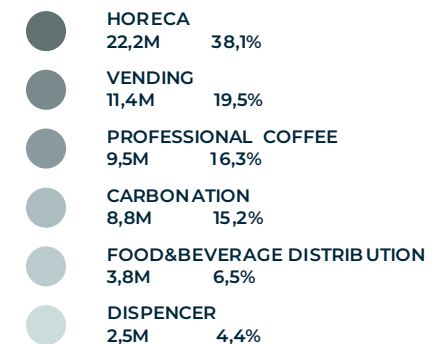 HORECA
22,2M 38,1%
VENDING
11,4M 19,5%
PROFESSIONAL COFFEE
9,5M 16,3%
CARBONATION
8,8M 15,2%
FOOD&BEVERAGE DISTRIBUTION
3,8M 6,5%
DISPENCER
2,5M 4,4%